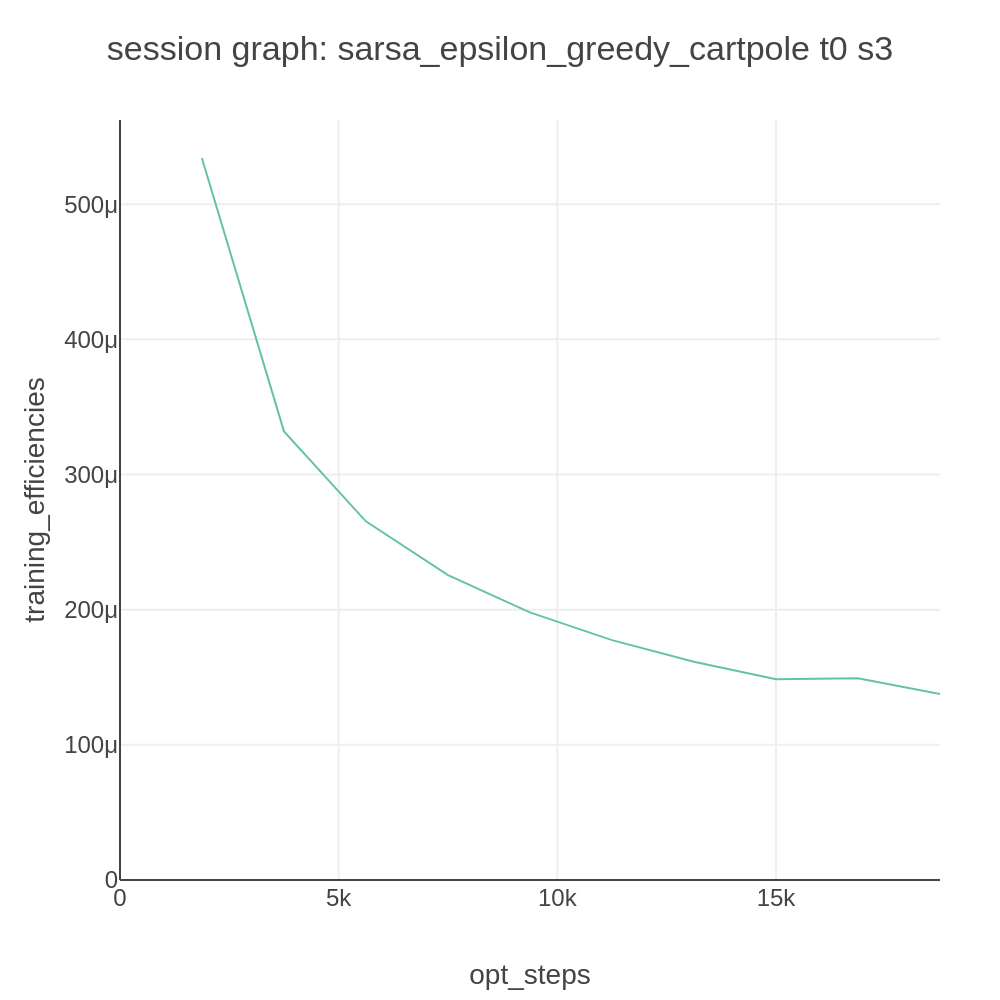 session graph: sarsa_epsilon_greedy_cartpole t0 s3
training_efficiencies
500μ
400μ
300μ
200μ
100μ
0
0
5k
10k
15k
opt_steps